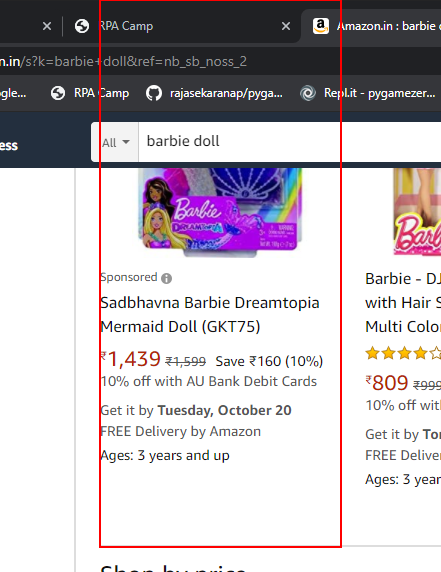 RPA Camp
Amazon.in : barbie d
n.in/s?k=barbie+doll&ref=nb_sb_noss_2
ogle...
RPA Camp
rajasekaranap/pyga...
Repl.it - pygamezer...
ess
All
barbie doll
Barbie
DREAMTOPIA
Barb
Sponsored
Sadbhavna Barbie Dreamtopia
Mermaid Doll (GKT75)
₹1,439 ₹1,599 Save ₹160 (10%)
10% off with AU Bank Debit Cards
Get it by Tuesday, October 20
FREE Delivery by Amazon
Ages: 3 years and up
Barbie - DJ
with Hair S
Multi Color
₹809 ₹999
10% off wit
Get it by To
FREE Delive
Ages: 3 year
Shop by price